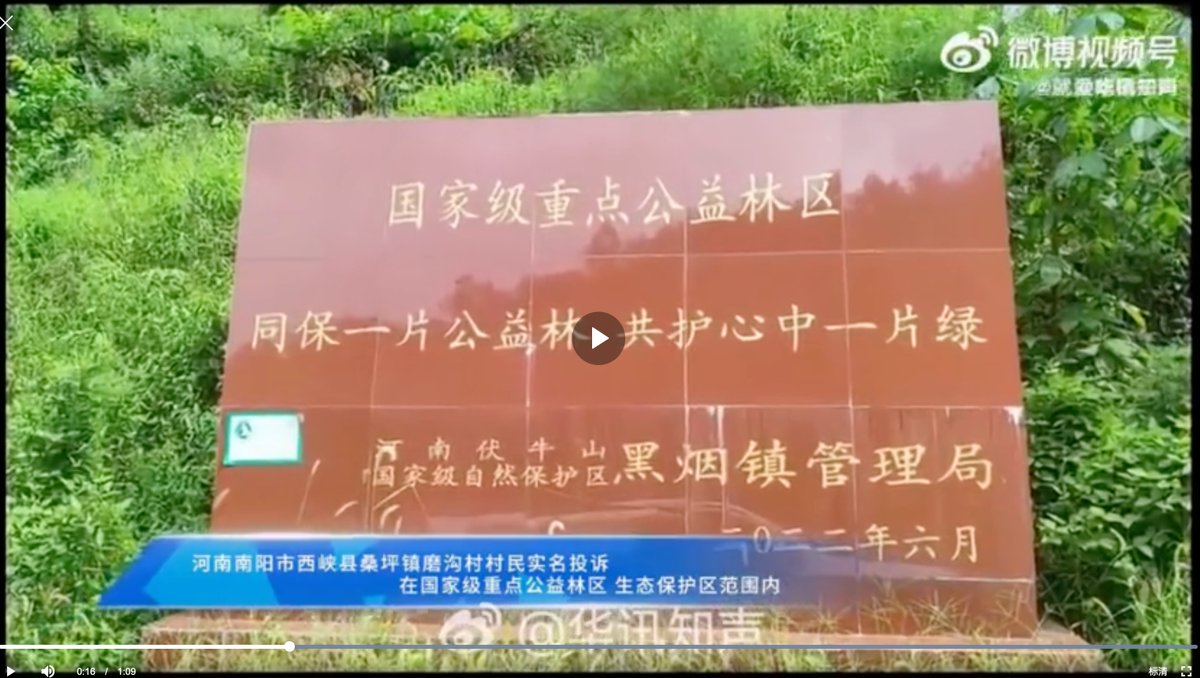 微博视频号
国家级重点公益林区
同保一片公益林 共护心中一片绿
河南伏牛山
国家级自然保护区
黑烟镇管理局
二〇二二年六月
河南南阳市西峡县桑坪镇磨沟村村民实名投诉
在国家级重点公益林区 生态保护区范围内
@华讯知声
0:16 / 1:09
标清